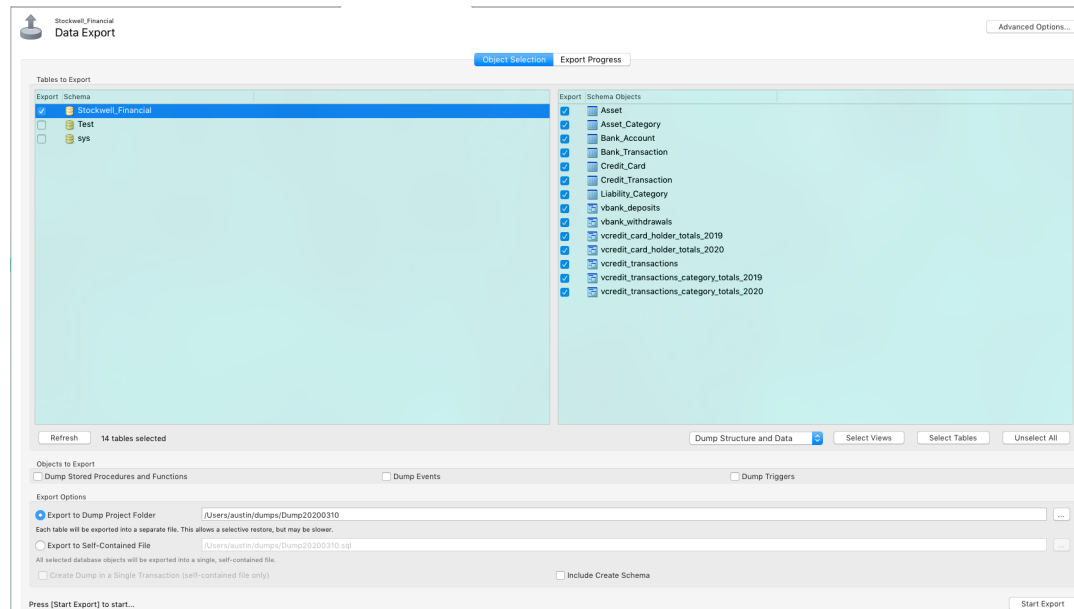 Stockwell_Financial
Data Export
Advanced Options...
Object Selection Export Progress
Tables to Export
Export Schema
Stockwell_Financial
Test
sys
Export Schema Objects
Asset
Asset_Category
Bank_Account
Bank_Transaction
Credit_Card
Credit_Transaction
Liability_Category
vbank_deposits
vbank_withdrawals
vcredit_card_holder_totals_2019
vcredit_card_holder_totals_2020
vcredit_transactions
vcredit_transactions_category_totals_2019
vcredit_transactions_category_totals_2020
Refresh 14 tables selected Dump Structure and Data Select Views Select Tables Unselect All
Objects to Export
Dump Stored Procedures and Functions Dump Events Dump Triggers
Export Options
Export to Dump Project Folder /Users/austin/dumps/Dump20200310 ...
Each table will be exported into a separate file. This allows a selective restore, but may be slower.
Export to Self-Contained File /Users/austin/dumps/Dump20200310.sql ...
All selected database objects will be exported into a single, self-contained file.
Create Dump in a Single Transaction (self-contained file only) Include Create Schema
Press [Start Export] to start... Start Export